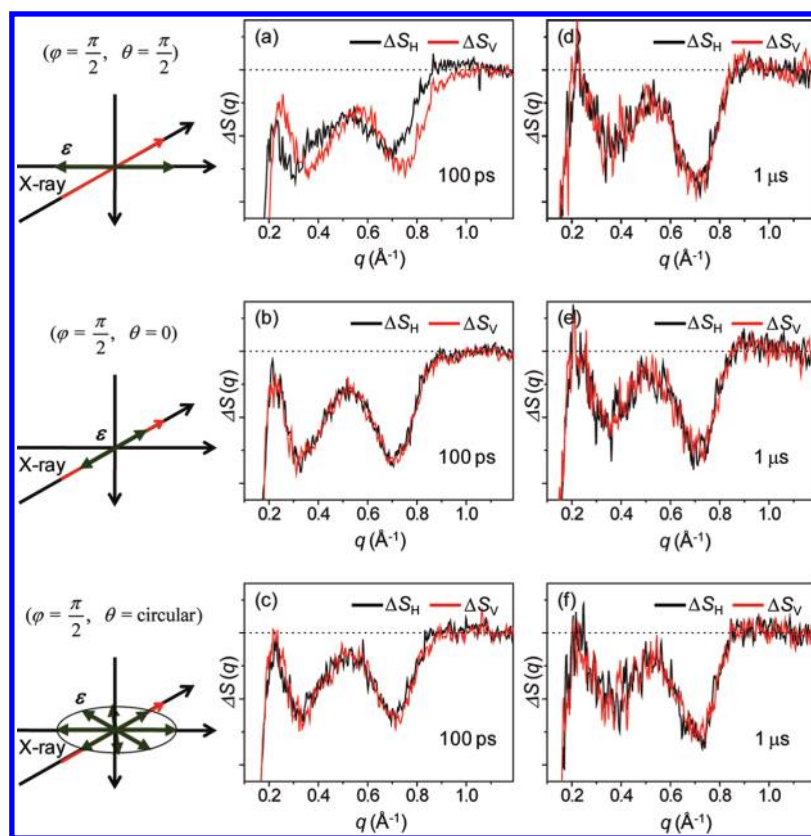 (φ = π/2, θ = π/2)
ε
X-ray
(a)
ΔS_H ΔS_V
ΔS(q)
100 ps
0.2 0.4 0.6 0.8 1.0
q (Å⁻¹)
(d)
ΔS_H ΔS_V
ΔS(q)
1 μs
0.2 0.4 0.6 0.8 1.0
q (Å⁻¹)
(φ = π/2, θ = 0)
ε
X-ray
(b)
ΔS_H ΔS_V
ΔS(q)
100 ps
0.2 0.4 0.6 0.8 1.0
q (Å⁻¹)
(e)
ΔS_H ΔS_V
ΔS(q)
1 μs
0.2 0.4 0.6 0.8 1.0
q (Å⁻¹)
(φ = π/2, θ = circular)
ε
X-ray
(c)
ΔS_H ΔS_V
ΔS(q)
100 ps
0.2 0.4 0.6 0.8 1.0
q (Å⁻¹)
(f)
ΔS_H ΔS_V
ΔS(q)
1 μs
0.2 0.4 0.6 0.8 1.0
q (Å⁻¹)